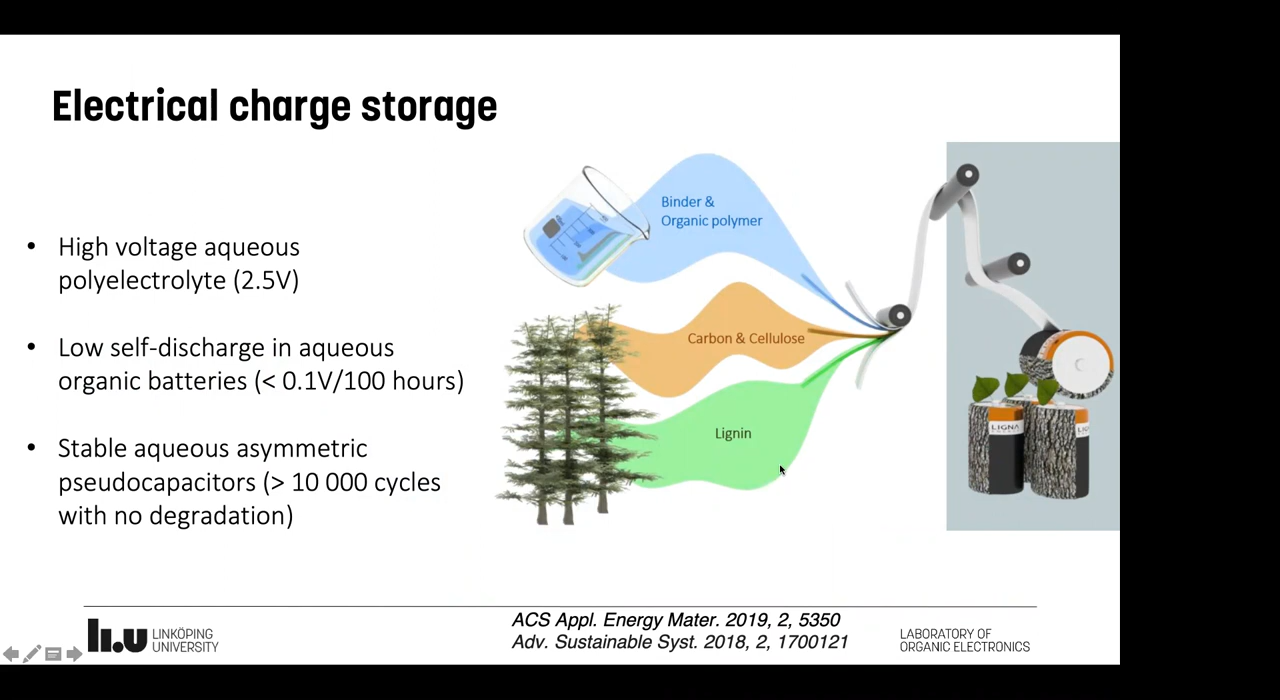 Electrical charge storage
• High voltage aqueous
polyelectrolyte (2.5V)
• Low self-discharge in aqueous
organic batteries (< 0.1V/100 hours)
• Stable aqueous asymmetric
pseudocapacitors (> 10 000 cycles
with no degradation)
Binder &
Organic polymer
Carbon & Cellulose
Lignin
LIGNA
ACS Appl. Energy Mater. 2019, 2, 5350
Adv. Sustainable Syst. 2018, 2, 1700121
li.u LINKÖPING
UNIVERSITY
LABORATORY OF
ORGANIC ELECTRONICS